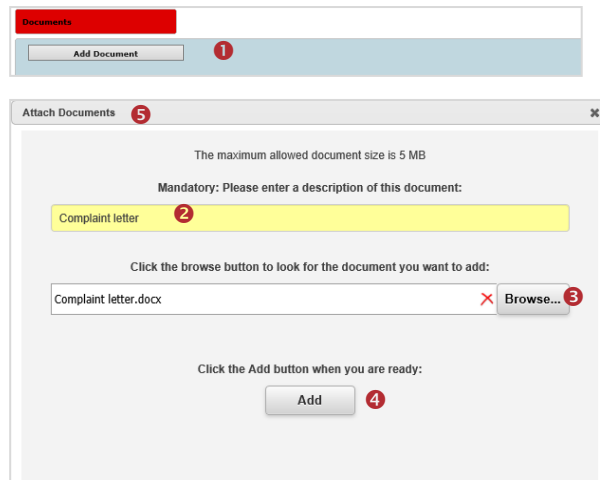 Documents
Add Document 1
Attach Documents 5
The maximum allowed document size is 5 MB
Mandatory: Please enter a description of this document:
Complaint letter 2
Click the browse button to look for the document you want to add:
Complaint letter.docx Browse... 3
Click the Add button when you are ready:
Add 4